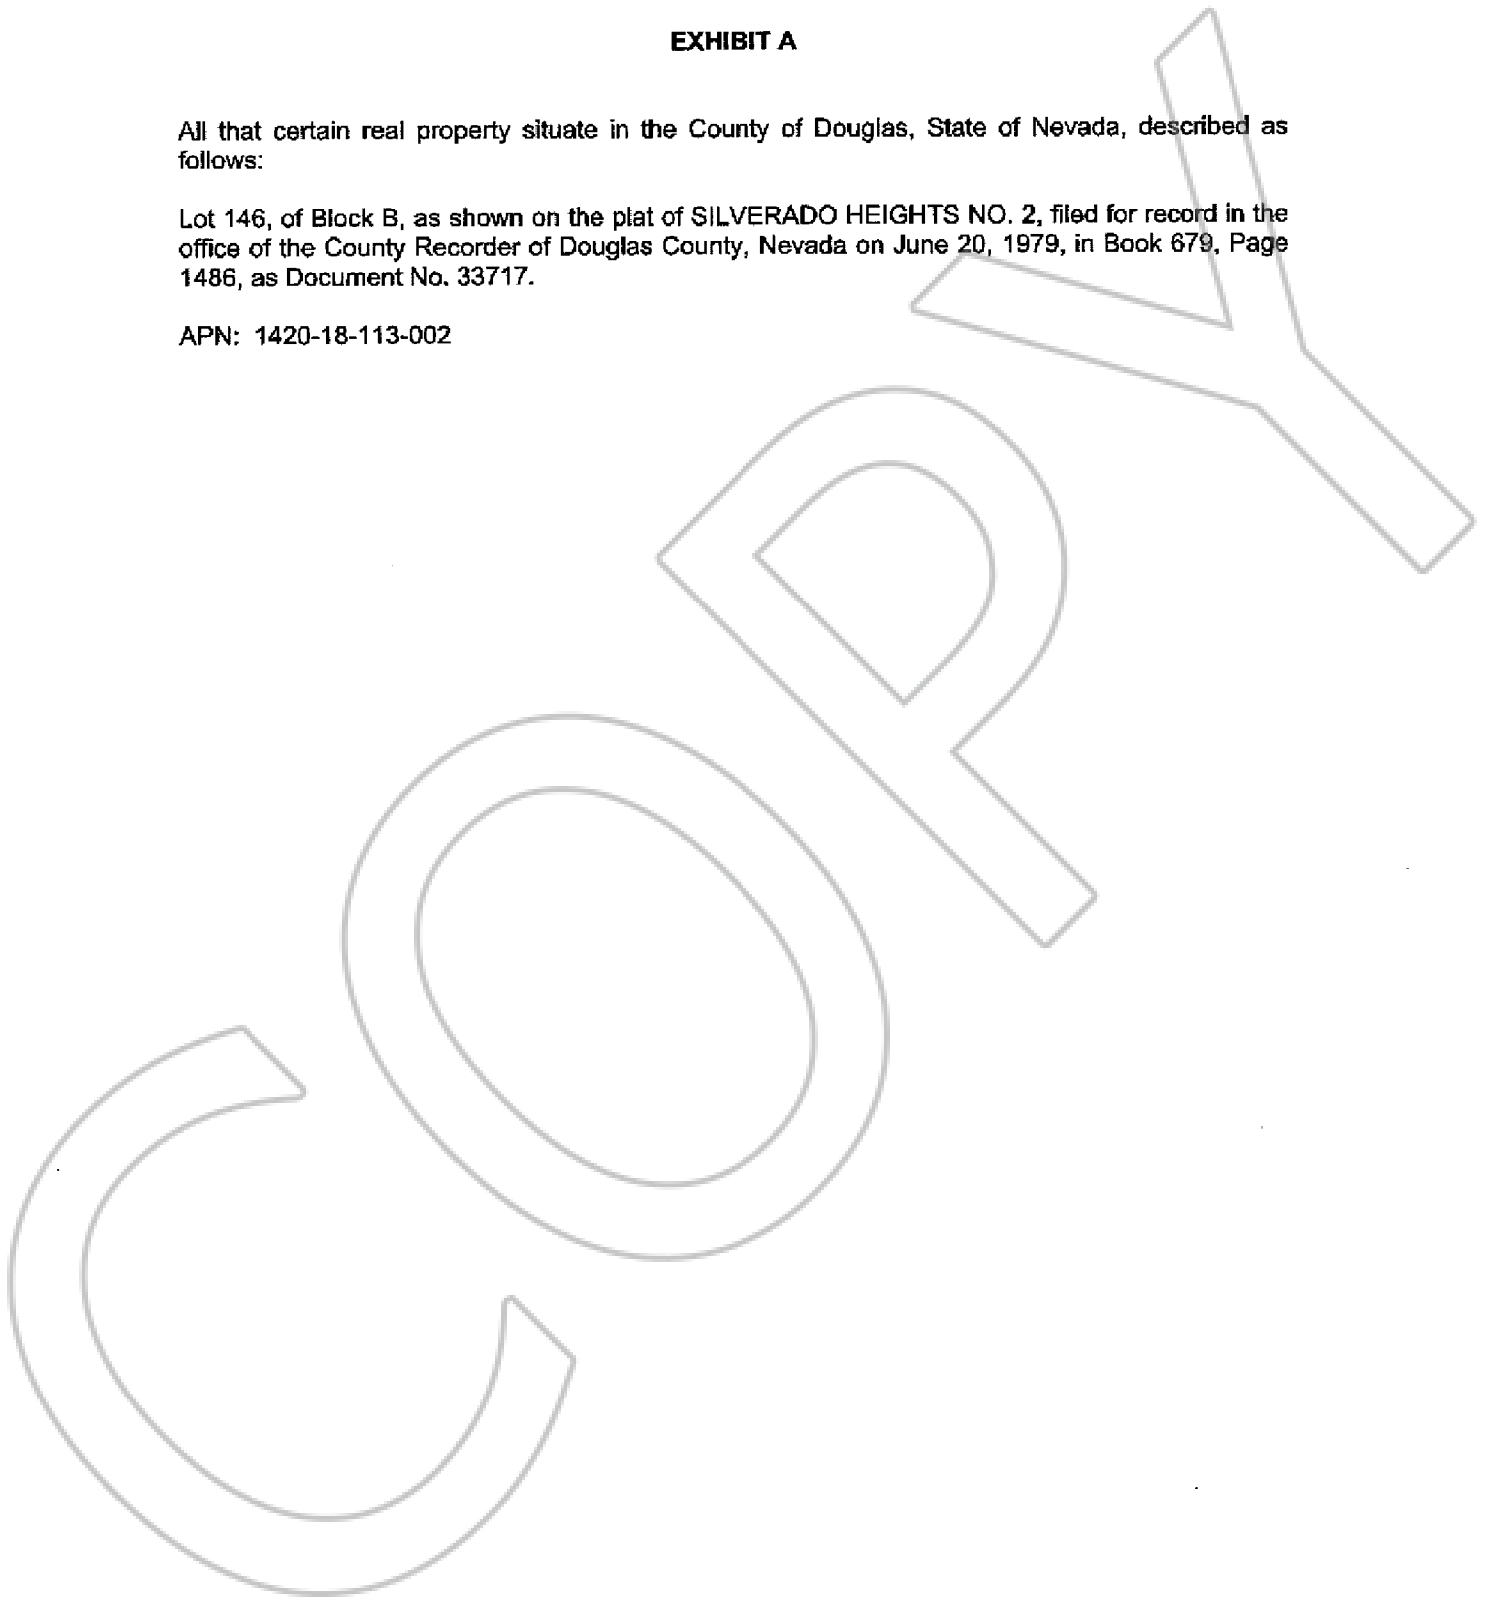 EXHIBIT A
All that certain real property situate in the County of Douglas, State of Nevada, described as
follows:
Lot 146, of Block B, as shown on the plat of SILVERADO HEIGHTS NO. 2, filed for record in the
office of the County Recorder of Douglas County, Nevada on June 20, 1979, in Book 679, Page
1486, as Document No. 33717.
APN: 1420-18-113-002
COPY